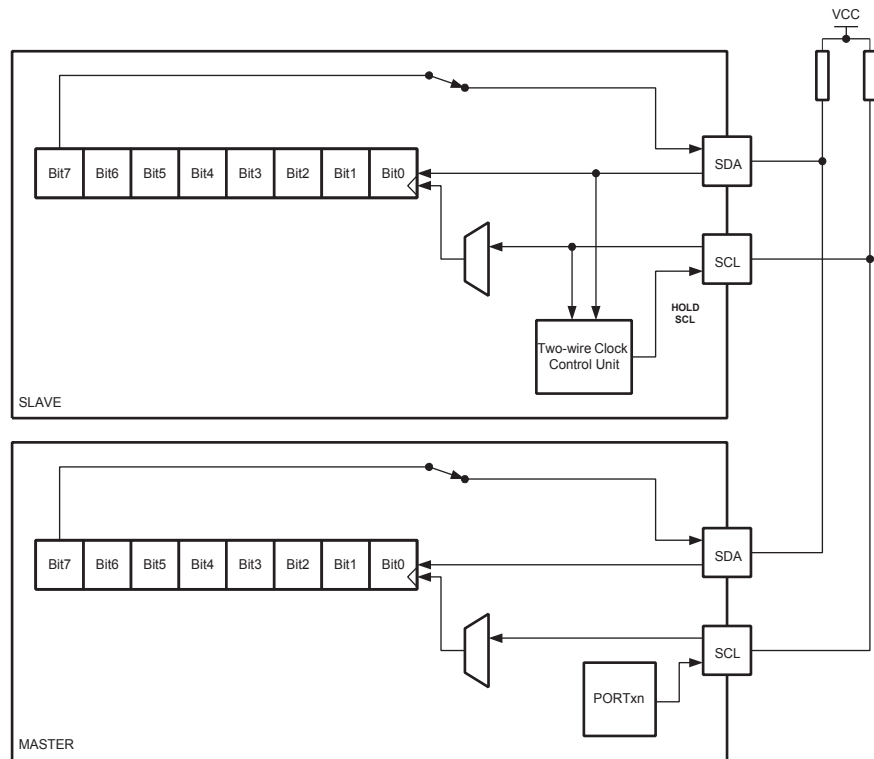 VCC
Bit7 Bit6 Bit5 Bit4 Bit3 Bit2 Bit1 Bit0
SDA
SCL
HOLD
SCL
Two-wire Clock
Control Unit
SLAVE
Bit7 Bit6 Bit5 Bit4 Bit3 Bit2 Bit1 Bit0
SDA
SCL
PORTxn
MASTER